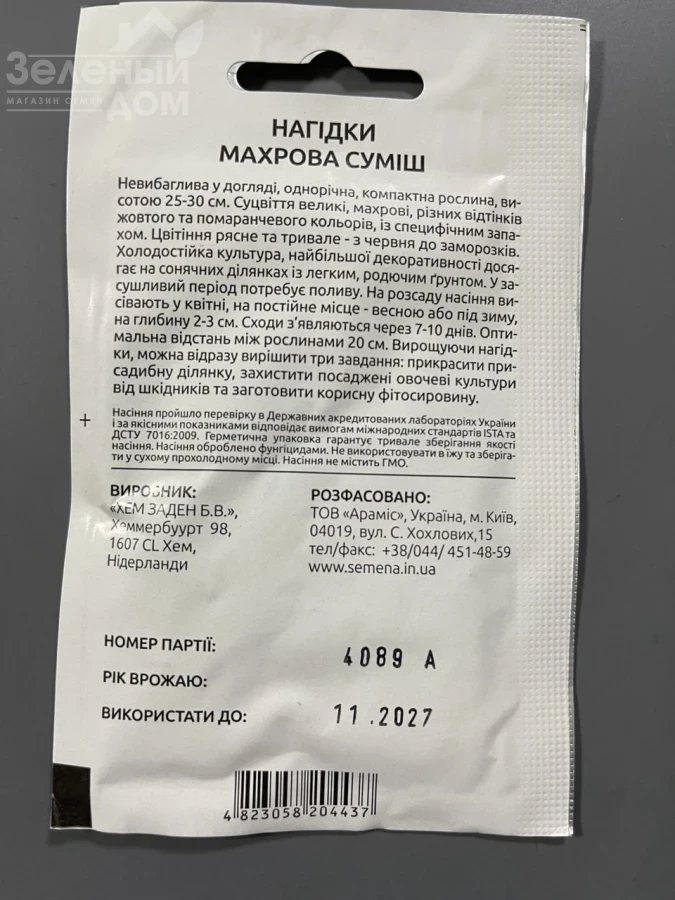 Зеленый
МАГАЗИН СЕМЯН
ДОМ
НАГІДКИ
МАХРОВА СУМІШ
Невибаглива у догляді, однорічна, компактна рослина, ви-
сотою 25-30 см. Суцвіття великі, махрові, різних відтінків
жовтого та помаранчевого кольорів, із специфічним запа-
хом. Цвітіння рясне та тривале - з червня до заморозків.
Холодостійка культура, найбільшої декоративності дося-
гає на сонячних ділянках із легким, родючим ґрунтом. У за-
сушливий період потребує поливу. На розсаду насіння ви-
сівають у квітні, на постійне місце - весною або під зиму,
на глибину 2-3 см. Сходи з’являються через 7-10 днів. Опти-
мальна відстань між рослинами 20 см. Вирощуючи нагід-
ки, можна відразу вирішити три завдання: прикрасити при-
садибну ділянку, захистити посаджені овочеві культури
від шкідників та заготовити корисну фітосировину.
Насіння пройшло перевірку в Державних акредитованих лабораторіях України
і за якісними показниками відповідає вимогам міжнародних стандартів ISTA та
ДСТУ 7016:2009. Герметична упаковка гарантує тривале зберігання якості
насіння. Насіння оброблено фунгіцидами. Не використовувати в їжу та зберіга-
ти у сухому прохолодному місці. Насіння не містить ГМО.
ВИРОБНИК:
«ХЕМ ЗАДЕН Б.В.»,
Хеммербуурт 98,
1607 CL Хем,
Нідерланди
РОЗФАСОВАНО:
ТОВ «Араміс», Україна, м. Київ,
04019, вул. С. Хохлових,15
тел/факс: +38/044/ 451-48-59
www.semena.in.ua
НОМЕР ПАРТІЇ: 4089 А
РІК ВРОЖАЮ:
ВИКОРИСТАТИ ДО: 11.2027
4 823058 204437